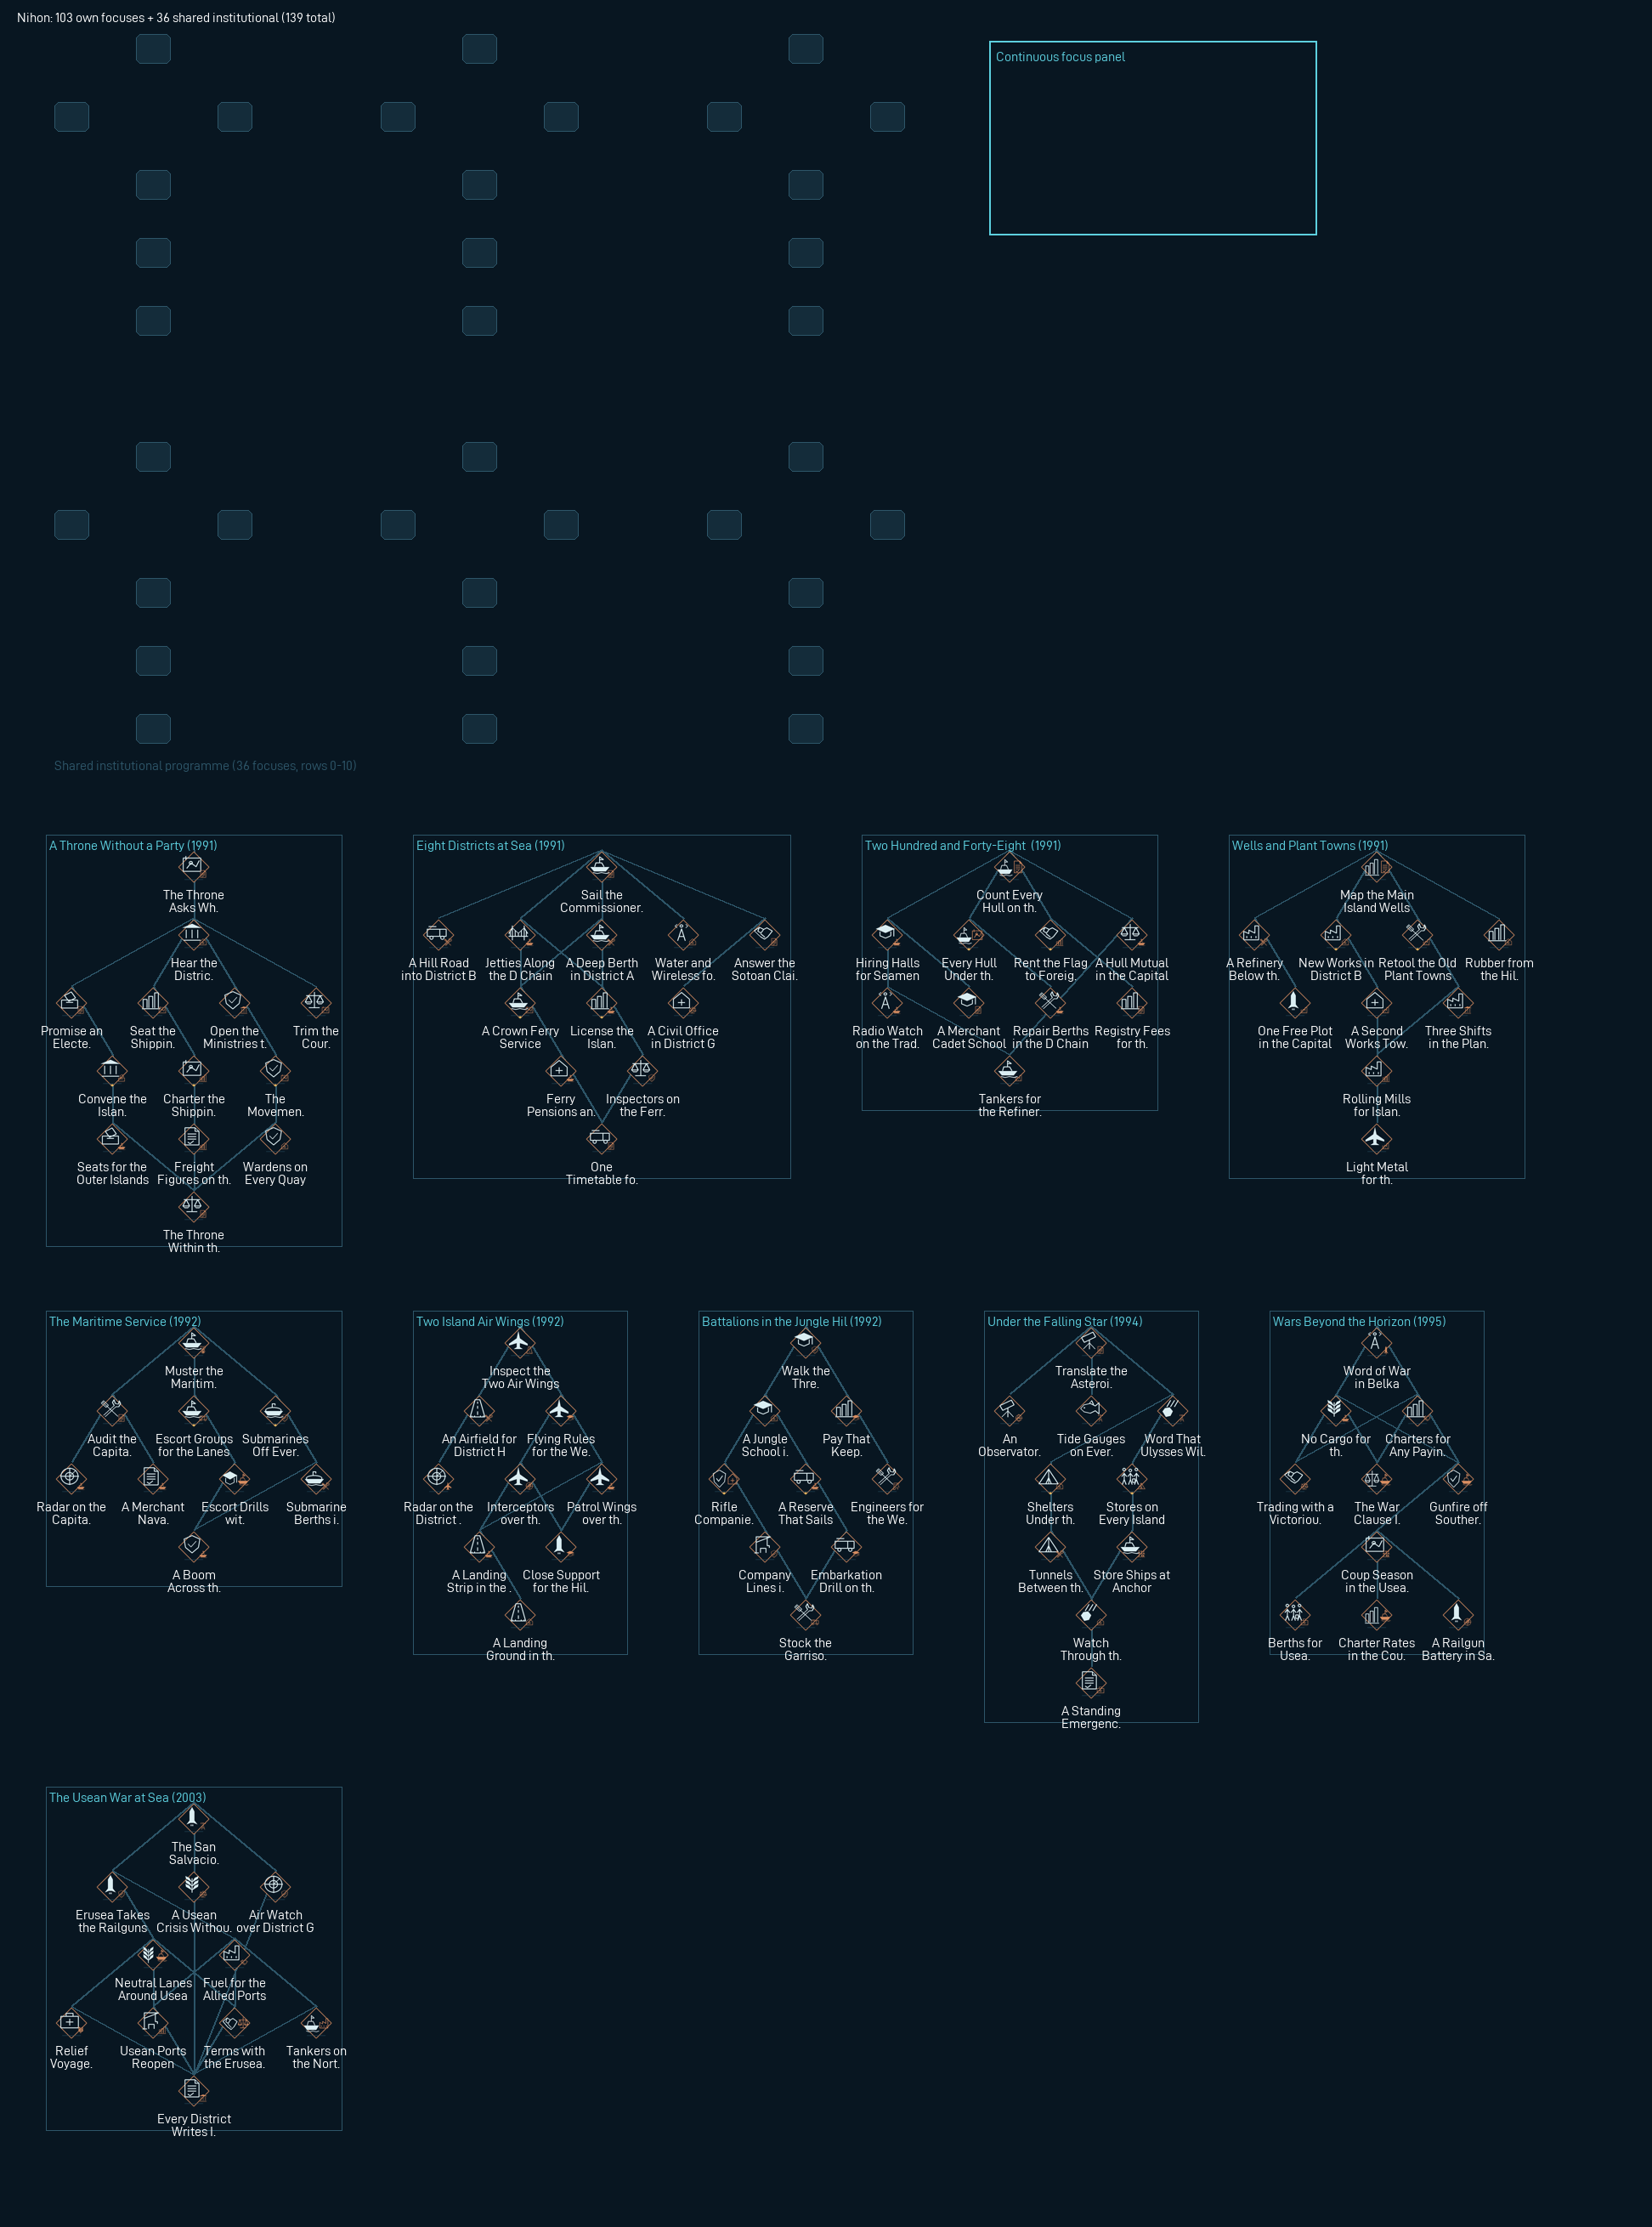 Nihon: 103 own focuses + 36 shared institutional (139 total)
Continuous focus panel
Shared institutional programme (36 focuses, rows 0-10)
A Throne Without a Party (1991)
The Throne
Asks Wh.
Hear the
Distric.
Promise an
Electe.
Seat the
Shippin.
Open the
Ministries t.
Trim the
Cour.
Convene the
Islan.
Charter the
Shippin.
The
Movemen.
Seats for the
Outer Islands
Freight
Figures on th.
Wardens on
Every Quay
The Throne
Within th.
Eight Districts at Sea (1991)
Sail the
Commissioner.
A Hill Road
into District B
Jetties Along
the D Chain
A Deep Berth
in District A
Water and
Wireless fo.
Answer the
Sotoan Clai.
A Crown Ferry
Service
License the
Islan.
A Civil Office
in District G
Ferry
Pensions an.
Inspectors on
the Ferr.
One
Timetable fo.
Two Hundred and Forty-Eight (1991)
Count Every
Hull on th.
Hiring Halls
for Seamen
Every Hull
Under th.
Rent the Flag
to Foreig.
A Hull Mutual
in the Capital
Radio Watch
on the Trad.
A Merchant
Cadet School
Repair Berths
in the D Chain
Registry Fees
for th.
Tankers for
the Refiner.
Wells and Plant Towns (1991)
Map the Main
Island Wells
A Refinery
Below th.
New Works in
District B
Retool the Old
Plant Towns
Rubber from
the Hil.
One Free Plot
in the Capital
A Second
Works Tow.
Three Shifts
in the Plan.
Rolling Mills
for Islan.
Light Metal
for th.
The Maritime Service (1992)
Muster the
Maritim.
Audit the
Capita.
Escort Groups
for the Lanes
Submarines
Off Ever.
Radar on the
Capita.
A Merchant
Nava.
Escort Drills
wit.
Submarine
Berths i.
A Boom
Across th.
Two Island Air Wings (1992)
Inspect the
Two Air Wings
An Airfield for
District H
Flying Rules
for the We.
Radar on the
District .
Interceptors
over th.
Patrol Wings
over th.
A Landing
Strip in the .
Close Support
for the Hil.
A Landing
Ground in th.
Battalions in the Jungle Hil (1992)
Walk the
Thre.
A Jungle
School i.
Pay That
Keep.
Rifle
Companie.
A Reserve
That Sails
Engineers for
the We.
Company
Lines i.
Embarkation
Drill on th.
Stock the
Garriso.
Under the Falling Star (1994)
Translate the
Asteroi.
An
Observator.
Tide Gauges
on Ever.
Word That
Ulysses Wil.
Shelters
Under th.
Stores on
Every Island
Tunnels
Between th.
Store Ships at
Anchor
Watch
Through th.
A Standing
Emergenc.
Wars Beyond the Horizon (1995)
Word of War
in Belka
No Cargo for
th.
Charters for
Any Payin.
Trading with a
Victoriou.
The War
Clause I.
Gunfire off
Souther.
Coup Season
in the Usea.
Berths for
Usea.
Charter Rates
in the Cou.
A Railgun
Battery in Sa.
The Usean War at Sea (2003)
The San
Salvacio.
Erusea Takes
the Railguns
A Usean
Crisis Withou.
Air Watch
over District G
Neutral Lanes
Around Usea
Fuel for the
Allied Ports
Relief
Voyage.
Usean Ports
Reopen
Terms with
the Erusea.
Tankers on
the Nort.
Every District
Writes I.